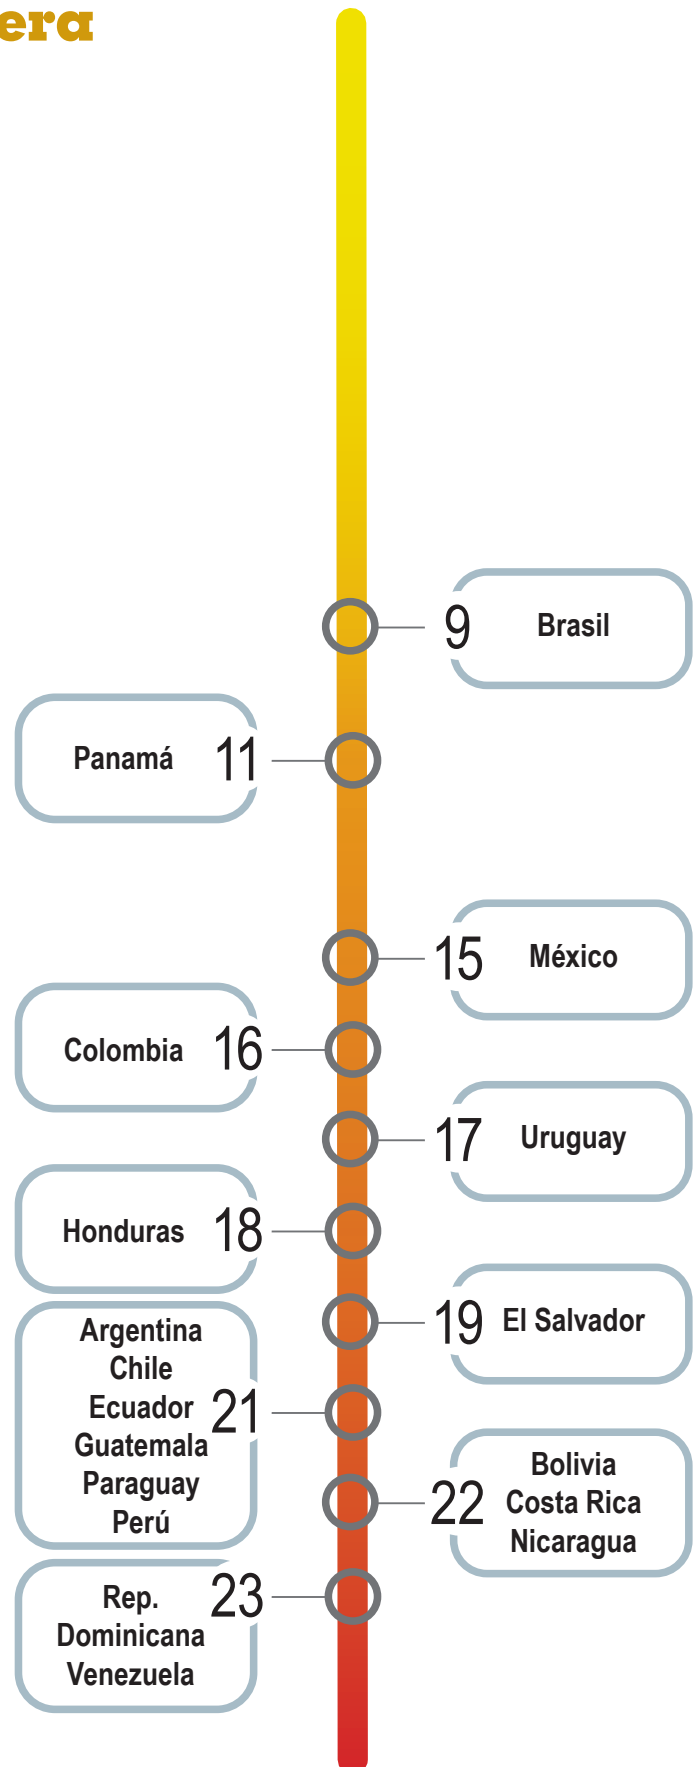 era
9
Brasil
Panamá
11
15
México
Colombia
16
17
Uruguay
Honduras
18
19
El Salvador
Argentina
Chile
Ecuador
Guatemala
Paraguay
Perú
21
22
Bolivia
Costa Rica
Nicaragua
Rep.
Dominicana
Venezuela
23